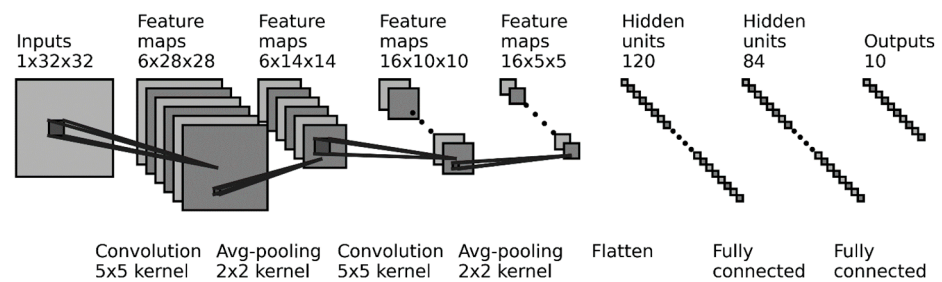 Inputs
1x32x32
Feature
maps
6x28x28
Feature
maps
6x14x14
Feature
maps
16x10x10
Feature
maps
16x5x5
Hidden
units
120
Hidden
units
84
Outputs
10
Convolution
5x5 kernel
Avg-pooling
2x2 kernel
Convolution
5x5 kernel
Avg-pooling
2x2 kernel
Flatten
Fully
connected
Fully
connected